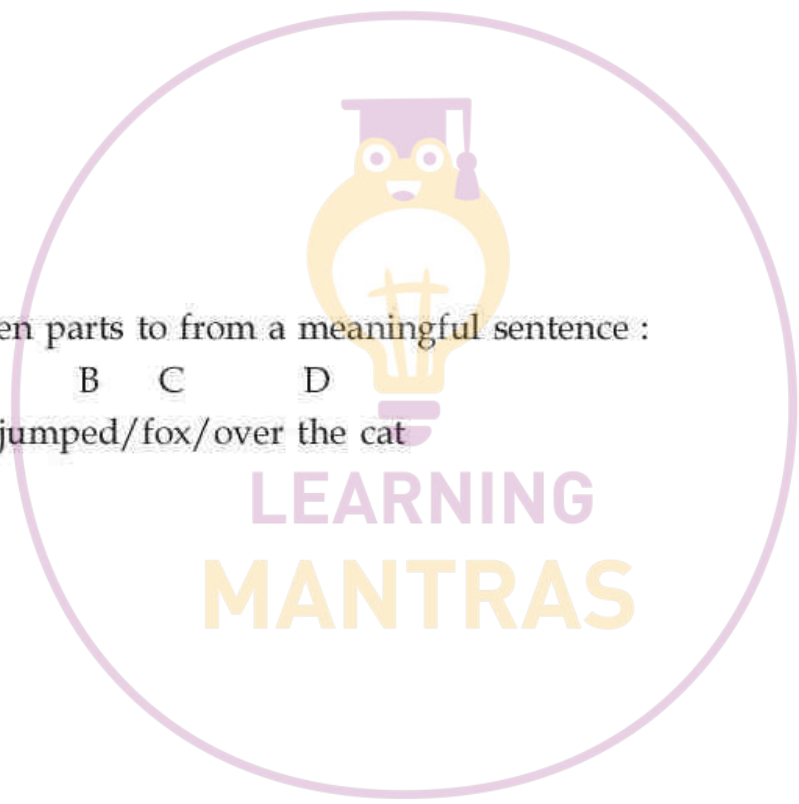 en parts to from a meaningful sentence :
B C D
jumped/fox/over the cat
LEARNING
MANTRAS